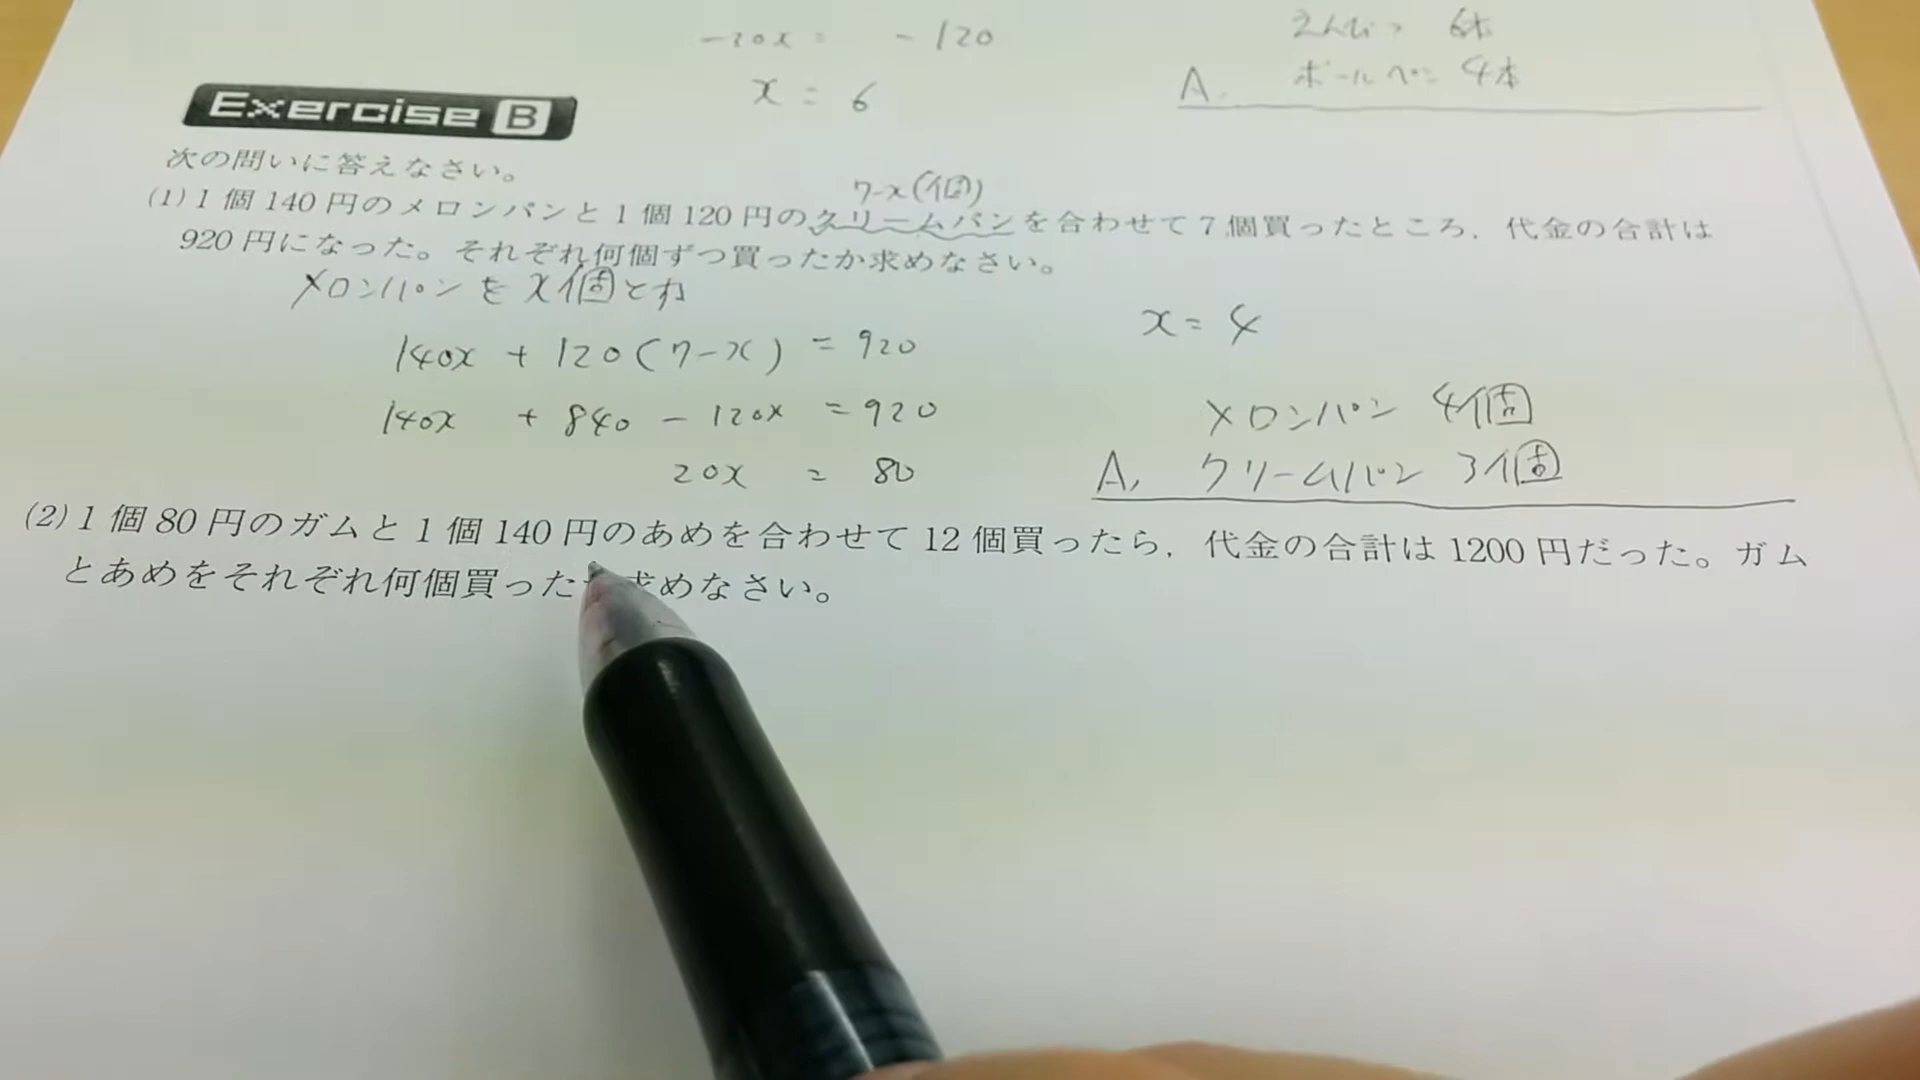 -20x = -120
x = 6
えんぴつ 6本
A. ボールペン 4本
Exercise B
次の問いに答えなさい。
7-x(個)
(1) 1個140円のメロンパンと1個120円のクリームパンを合わせて7個買ったところ，代金の合計は
920円になった。それぞれ何個ずつ買ったか求めなさい。
メロンパンを x個とすね
140x + 120(7-x) = 920
140x + 840 - 120x = 920
20x = 80
x = 4
メロンパン 4個
A, クリームパン 3個
(2) 1個80円のガムと1個140円のあめを合わせて12個買ったら，代金の合計は1200円だった。ガム
とあめをそれぞれ何個買った求めなさい。